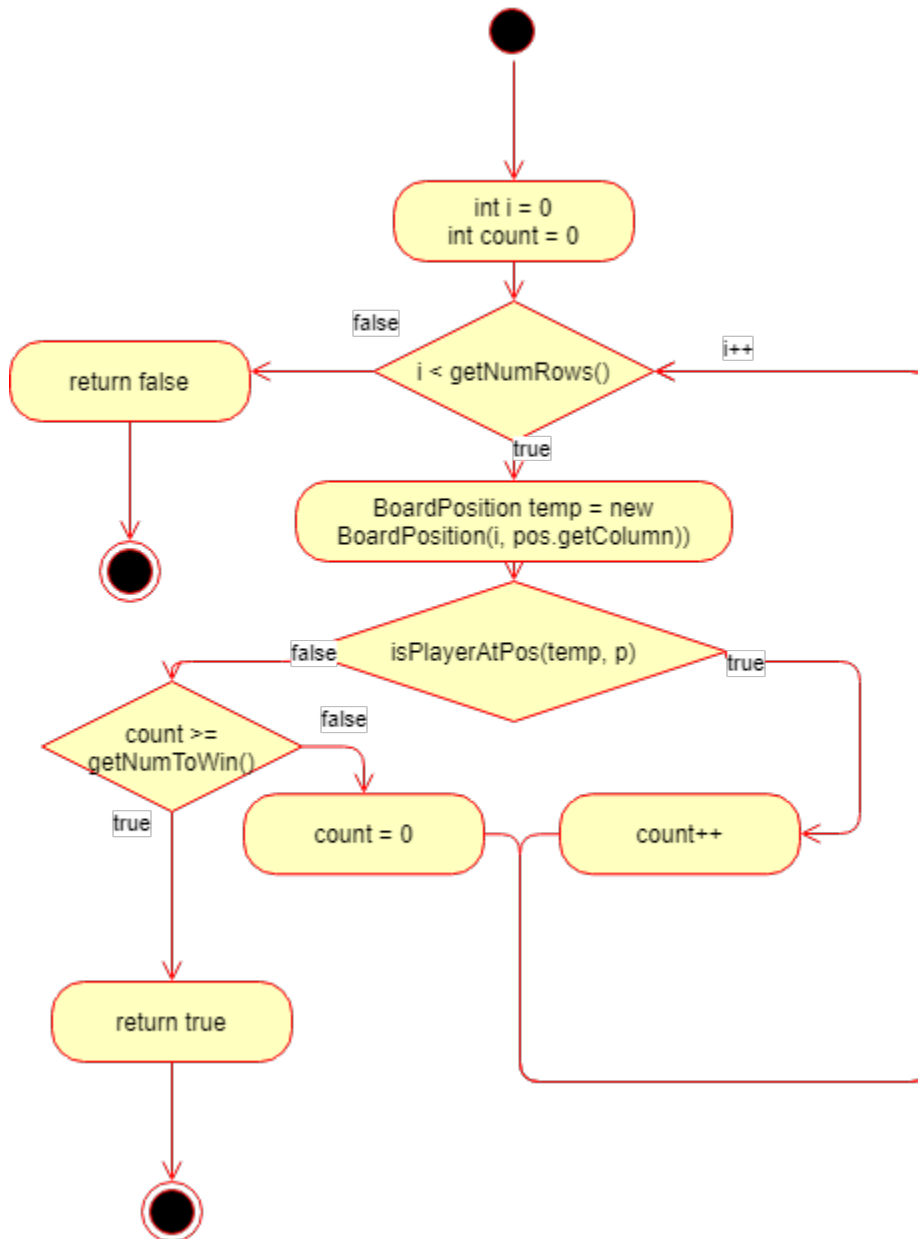 int i = 0
int count = 0
false
i++
return false
i < getNumRows()
true
BoardPosition temp = new
BoardPosition(i, pos.getColumn))
false
isPlayerAtPos(temp, p)
true
false
count >=
getNumToWin()
true
count = 0
count++
return true